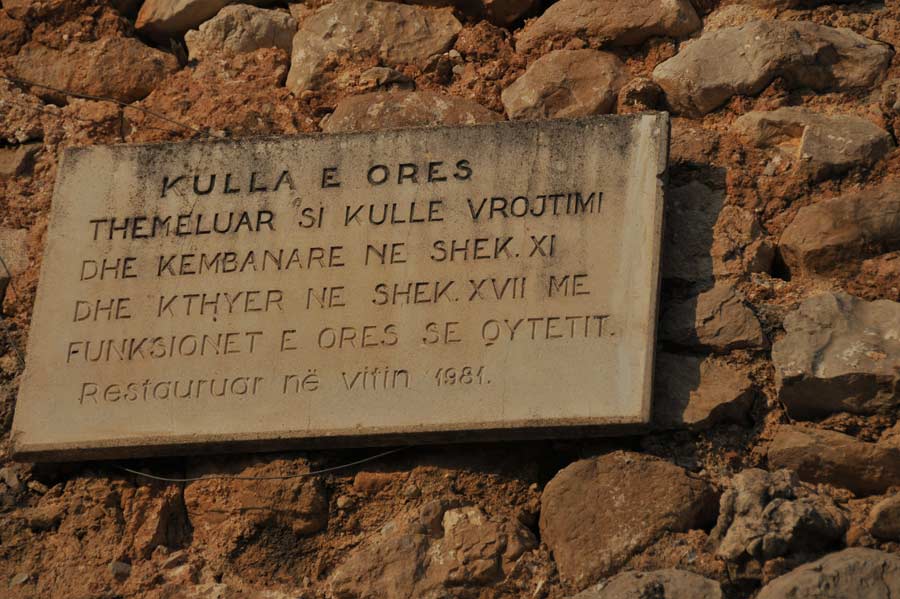 KULLA E ORES
THEMELUAR SI KULLE VROJTIMI
DHE KEMBANARE NE SHEK. XI
DHE KTHYER NE SHEK. XVII ME
FUNKSIONET E ORES SE QYTETIT.
Restauruar në vitin 1981.